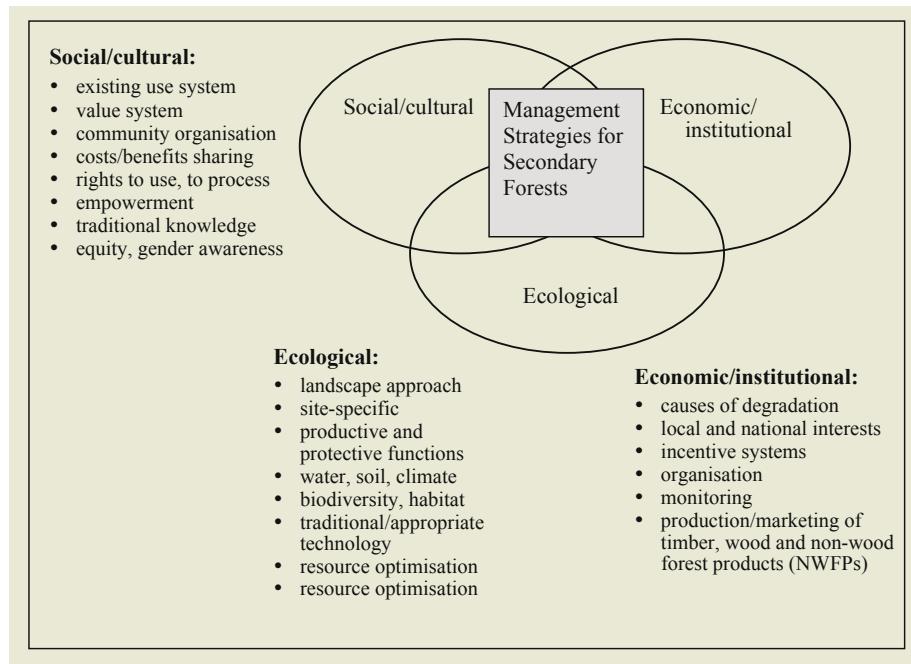 Social/cultural:
• existing use system
• value system
• community organisation
• costs/benefits sharing
• rights to use, to process
• empowerment
• traditional knowledge
• equity, gender awareness
Social/cultural
Management
Strategies for
Secondary
Forests
Economic/
institutional
Ecological
Ecological:
• landscape approach
• site-specific
• productive and
protective functions
• water, soil, climate
• biodiversity, habitat
• traditional/appropriate
technology
• resource optimisation
• resource optimisation
Economic/institutional:
• causes of degradation
• local and national interests
• incentive systems
• organisation
• monitoring
• production/marketing of
timber, wood and non-wood
forest products (NWFPs)